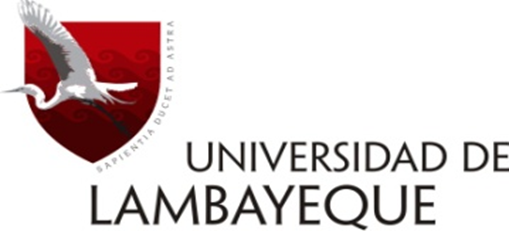 SAPIENTIA DUCET AD ASTRA
UNIVERSIDAD DE
LAMBAYEQUE